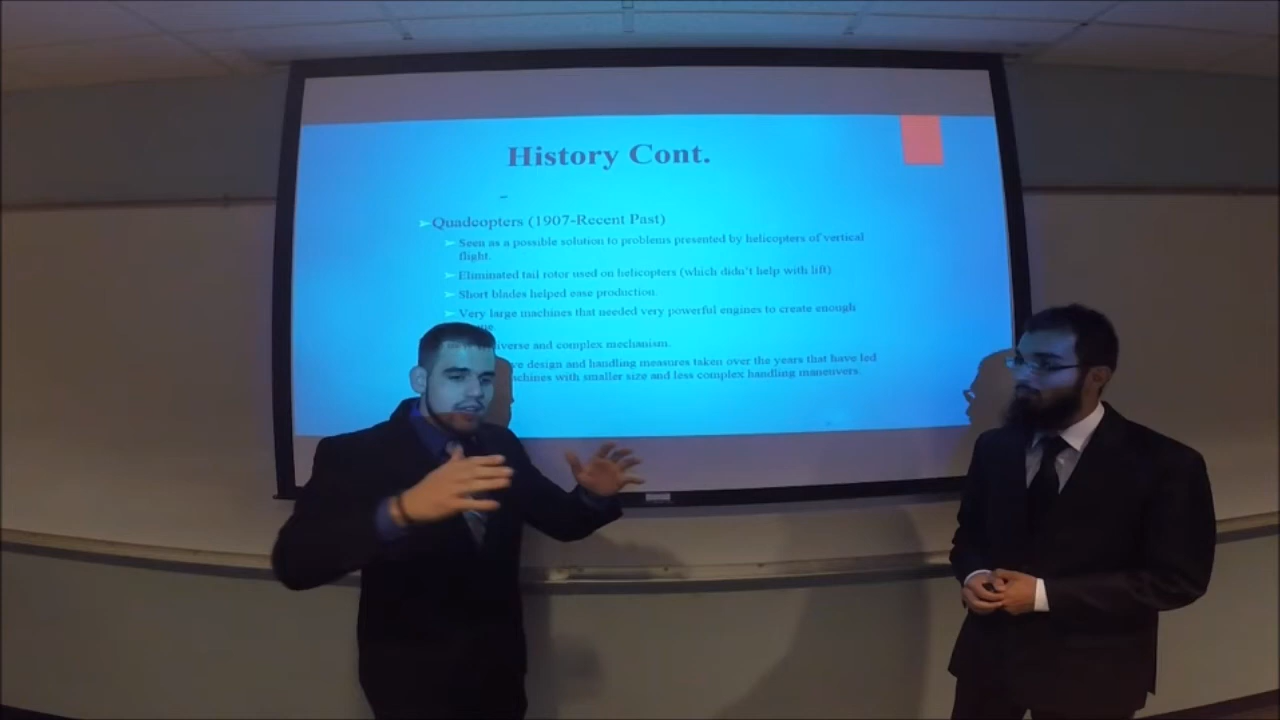 History Cont.
➢Quadcopters (1907-Recent Past)
➢ Seen as a possible solution to problems presented by helicopters of vertical
flight.
➢ Eliminated tail rotor used on helicopters (which didn't help with lift)
➢ Short blades helped ease production.
➢ Very large machines that needed very powerful engines to create enough
and complex mechanism.
design and handling measures taken over the years that have led
with smaller size and less complex handling maneuvers.